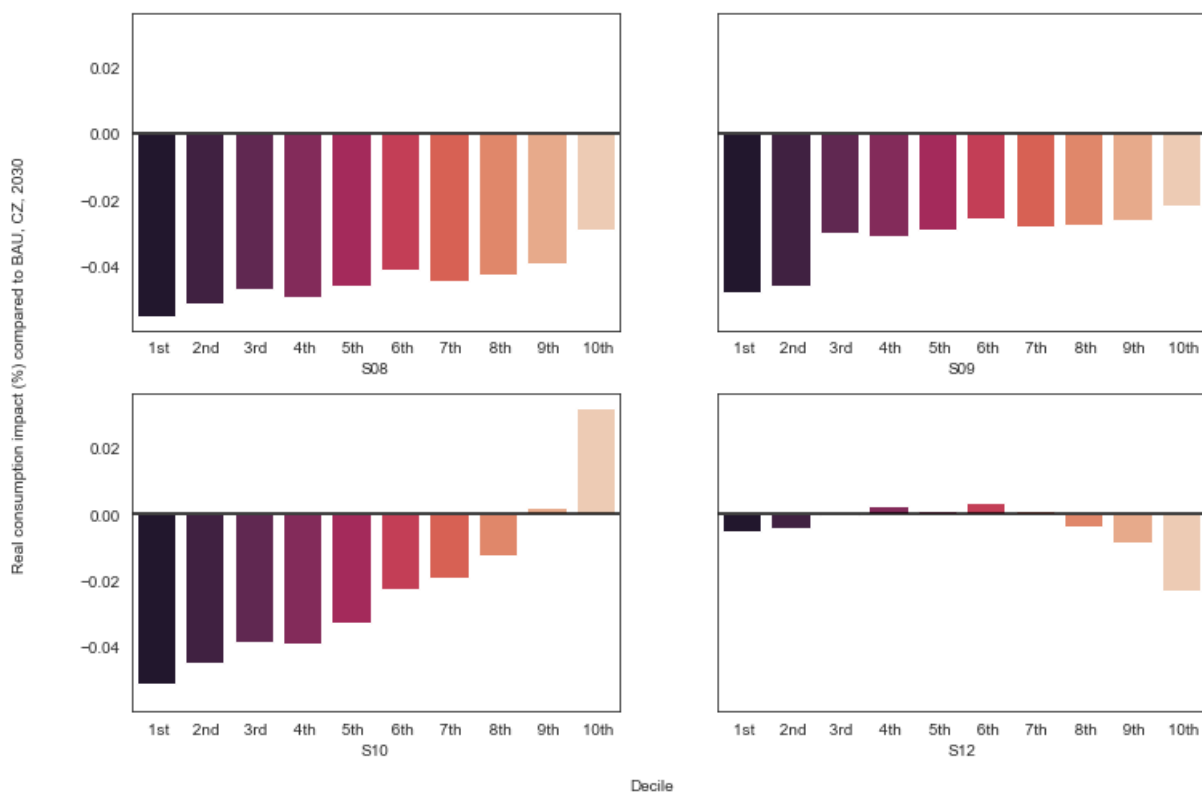 Real consumption impact (%) compared to BAU, CZ, 2030
0.02
0.00
−0.02
−0.04
1st 2nd 3rd 4th 5th 6th 7th 8th 9th 10th
S08
1st 2nd 3rd 4th 5th 6th 7th 8th 9th 10th
S09
0.02
0.00
−0.02
−0.04
1st 2nd 3rd 4th 5th 6th 7th 8th 9th 10th
S10
1st 2nd 3rd 4th 5th 6th 7th 8th 9th 10th
S12
Decile